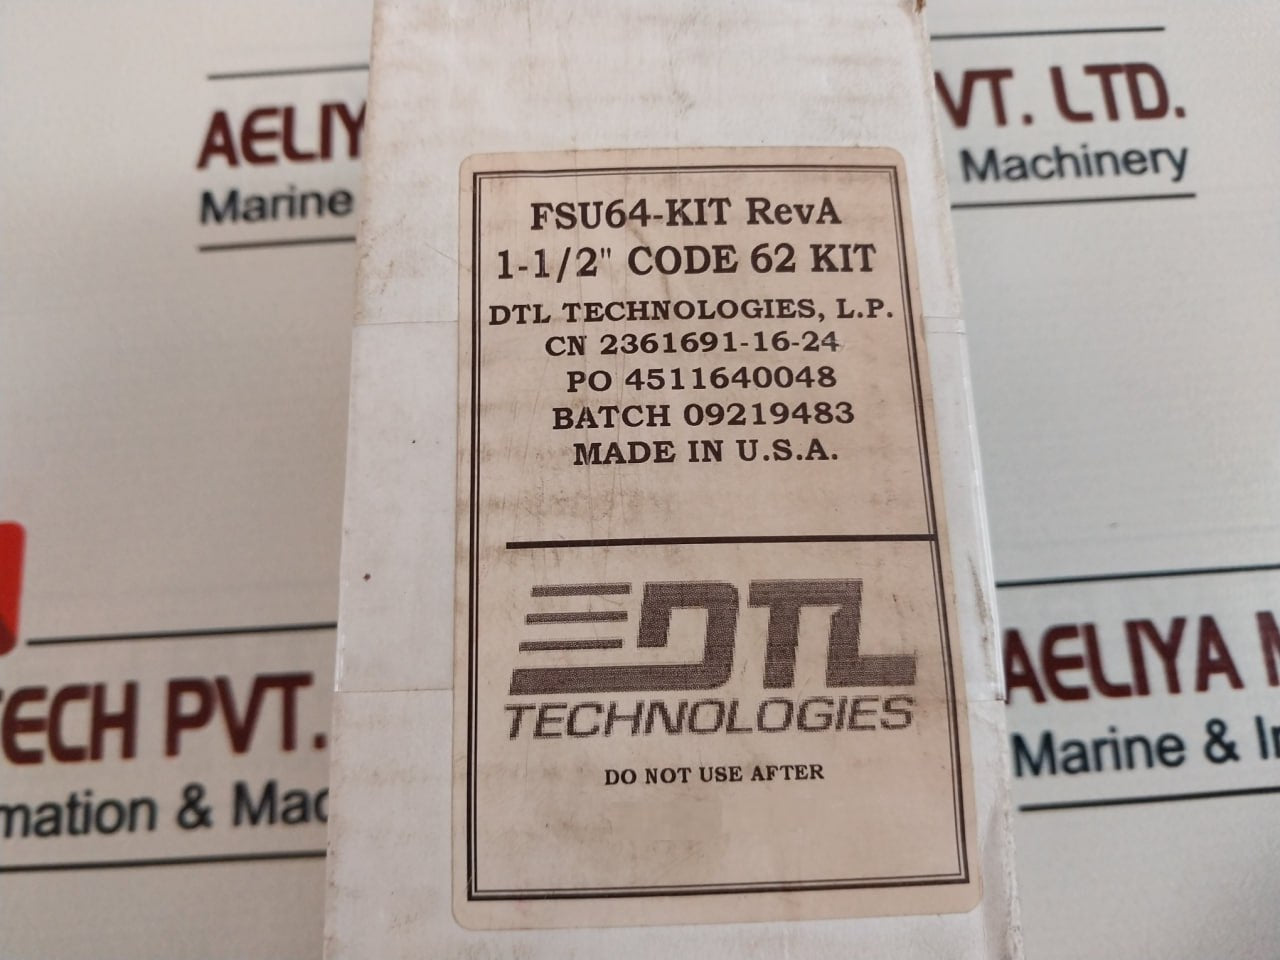 AELIY
Marine
VT. LTD.
Machinery
FSU64-KIT RevA
1-1/2" CODE 62 KIT
DTL TECHNOLOGIES, L.P.
CN 2361691-16-24
PO 4511640048
BATCH 09219483
MADE IN U.S.A.
DTL
TECHNOLOGIES
DO NOT USE AFTER
TECH PVT.
mation & Mac
AELIYA M
Marine & In